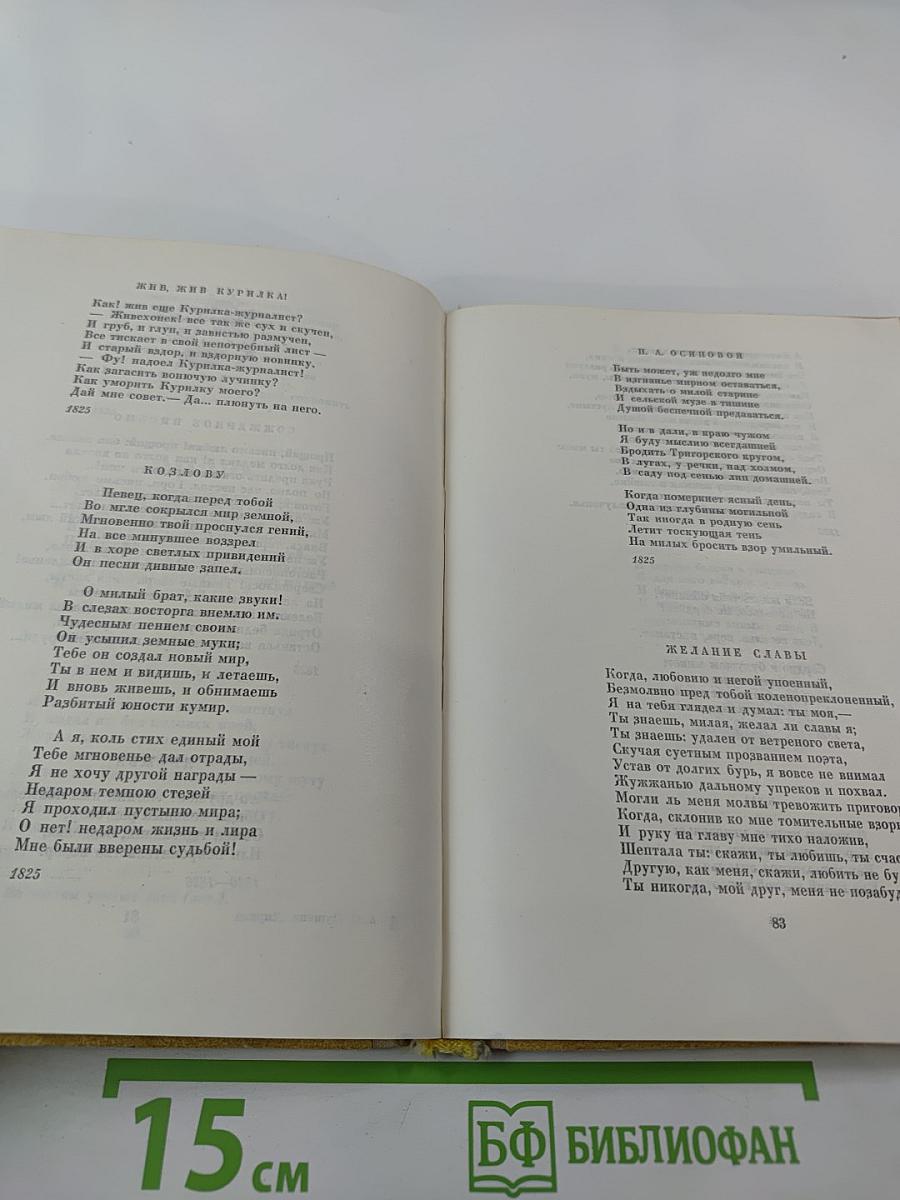 ЖИВ, ЖИВ КУРИЛКА!
Как! жив еще Курилка-журналист?
— Живехонек! все так же сух и скучен,
И груб, и глуп, и завистью размучен,
Все тискает в свой непотребный лист —
И старый вздор, и вздорную новинку.
— Фу! надоел Курилка-журналист!
Как загасить вонючую лучинку?
Как уморить Курилку моего?
Дай мне совет.— Да... плюнуть на него.
1825
КОЗЛОВУ
Певец, когда перед тобой
Во мгле сокрылся мир земной,
Мгновенно твой проснулся гений,
На все минувшее воззрел
И в хоре светлых привидений
Он песни дивные запел.
О милый брат, какие звуки!
В слезах восторга внемлю им.
Чудесным пением своим
Он усыпил земные муки;
Тебе он создал новый мир,
Ты в нем и видишь, и летаешь,
И вновь живешь, и обнимаешь
Разбитый юности кумир.
А я, коль стих единый мой
Тебе мгновенье дал отрады,
Я не хочу другой награды —
Недаром темною стезей
Я проходил пустыню мира;
О нет! недаром жизнь и лира
Мне были вверены судьбой!
1825
П. А. ОСИПОВОЙ
Быть может, уж недолго мне
В изгнанье мирном оставаться,
Вздыхать о милой старине
И сельской музе в тишине
Душой беспечной предаваться.
Но и в дали, в краю чужом
Я буду мыслию всегдашней
Бродить Тригорского кругом,
В лугах, у речки, над холмом,
В саду под сенью лип домашней.
Когда померкнет ясный день,
Одна из глубины могильной
Так иногда в родную сень
Летит тоскующая тень
На милых бросить взор умильный.
1825
ЖЕЛАНИЕ СЛАВЫ
Когда, любовию и негой упоенный,
Безмолвно пред тобой коленопреклоненный,
Я на тебя глядел и думал: ты моя,—
Ты знаешь, милая, желал ли славы я;
Ты знаешь: удален от ветреного света,
Скучая суетным прозванием поэта,
Устав от долгих бурь, я вовсе не внимал
Жужжанью дальному упреков и похвал.
Могли ль меня молвы тревожить приговор
Когда, склонив ко мне томительные взоры
И руку на главу мне тихо наложив,
Шептала ты: скажи, ты любишь, ты счас
Другую, как меня, скажи, любить не бу
Ты никогда, мой друг, меня не позабуд
83
15 см
БФ БИБЛИОФАН